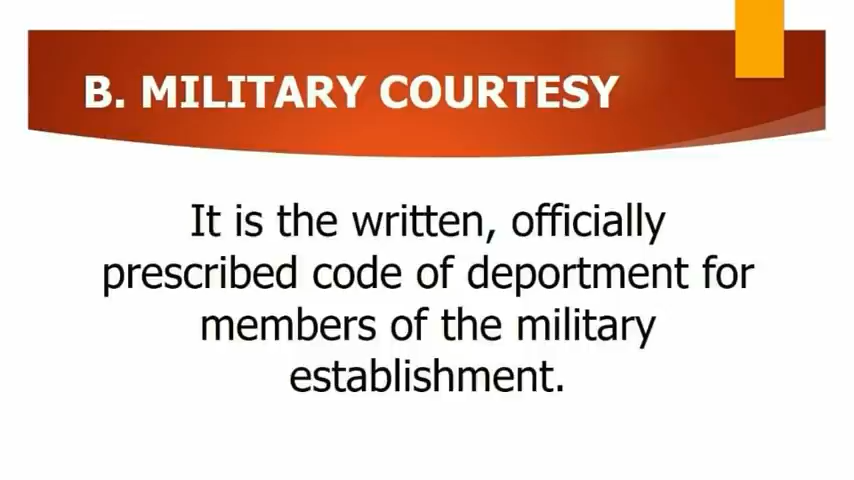 B. MILITARY COURTESY
It is the written, officially
prescribed code of deportment for
members of the military
establishment.